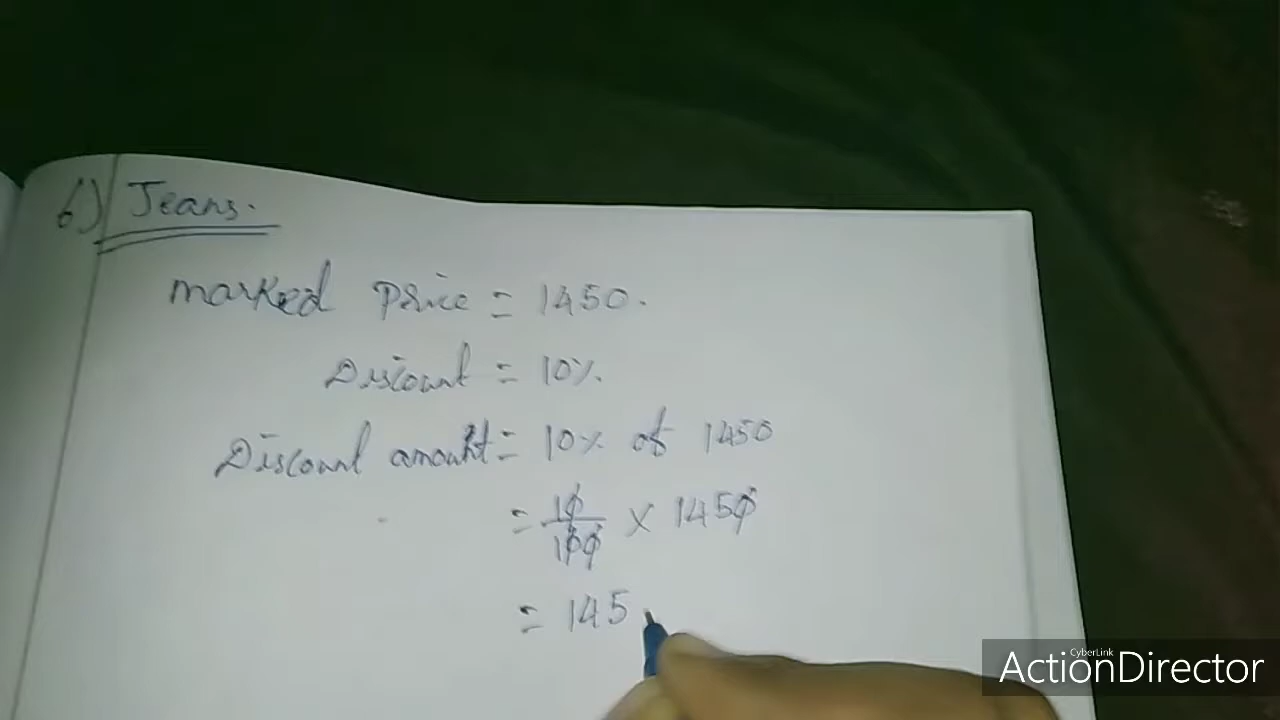 6) Jeans.
marked price = 1450.
Discount = 10%.
Discount amount = 10% of 1450
= 10/100 × 1450
= 145
CyberLink
ActionDirector